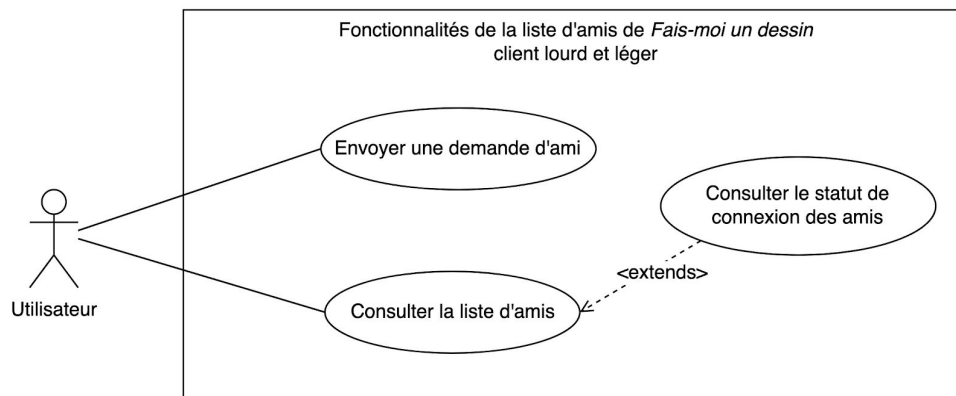 Fonctionnalités de la liste d'amis de Fais-moi un dessin
client lourd et léger
Envoyer une demande d'ami
Consulter le statut de
connexion des amis
<extends>
Utilisateur
Consulter la liste d'amis